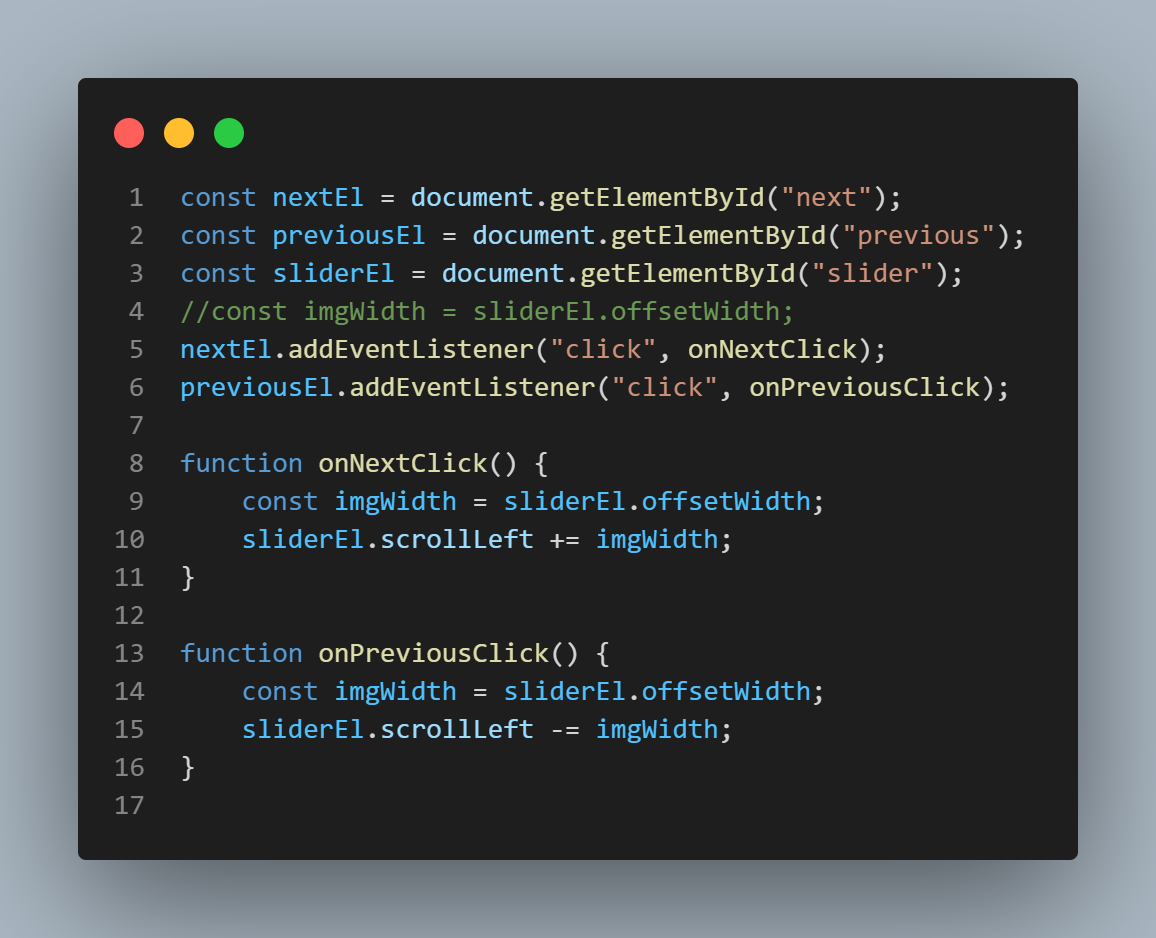 1 const nextEl = document.getElementById("next");
2 const previousEl = document.getElementById("previous");
3 const sliderEl = document.getElementById("slider");
4 //const imgWidth = sliderEl.offsetWidth;
5 nextEl.addEventListener("click", onNextClick);
6 previousEl.addEventListener("click", onPreviousClick);
7
8 function onNextClick() {
9     const imgWidth = sliderEl.offsetWidth;
10     sliderEl.scrollLeft += imgWidth;
11 }
12
13 function onPreviousClick() {
14     const imgWidth = sliderEl.offsetWidth;
15     sliderEl.scrollLeft -= imgWidth;
16 }
17